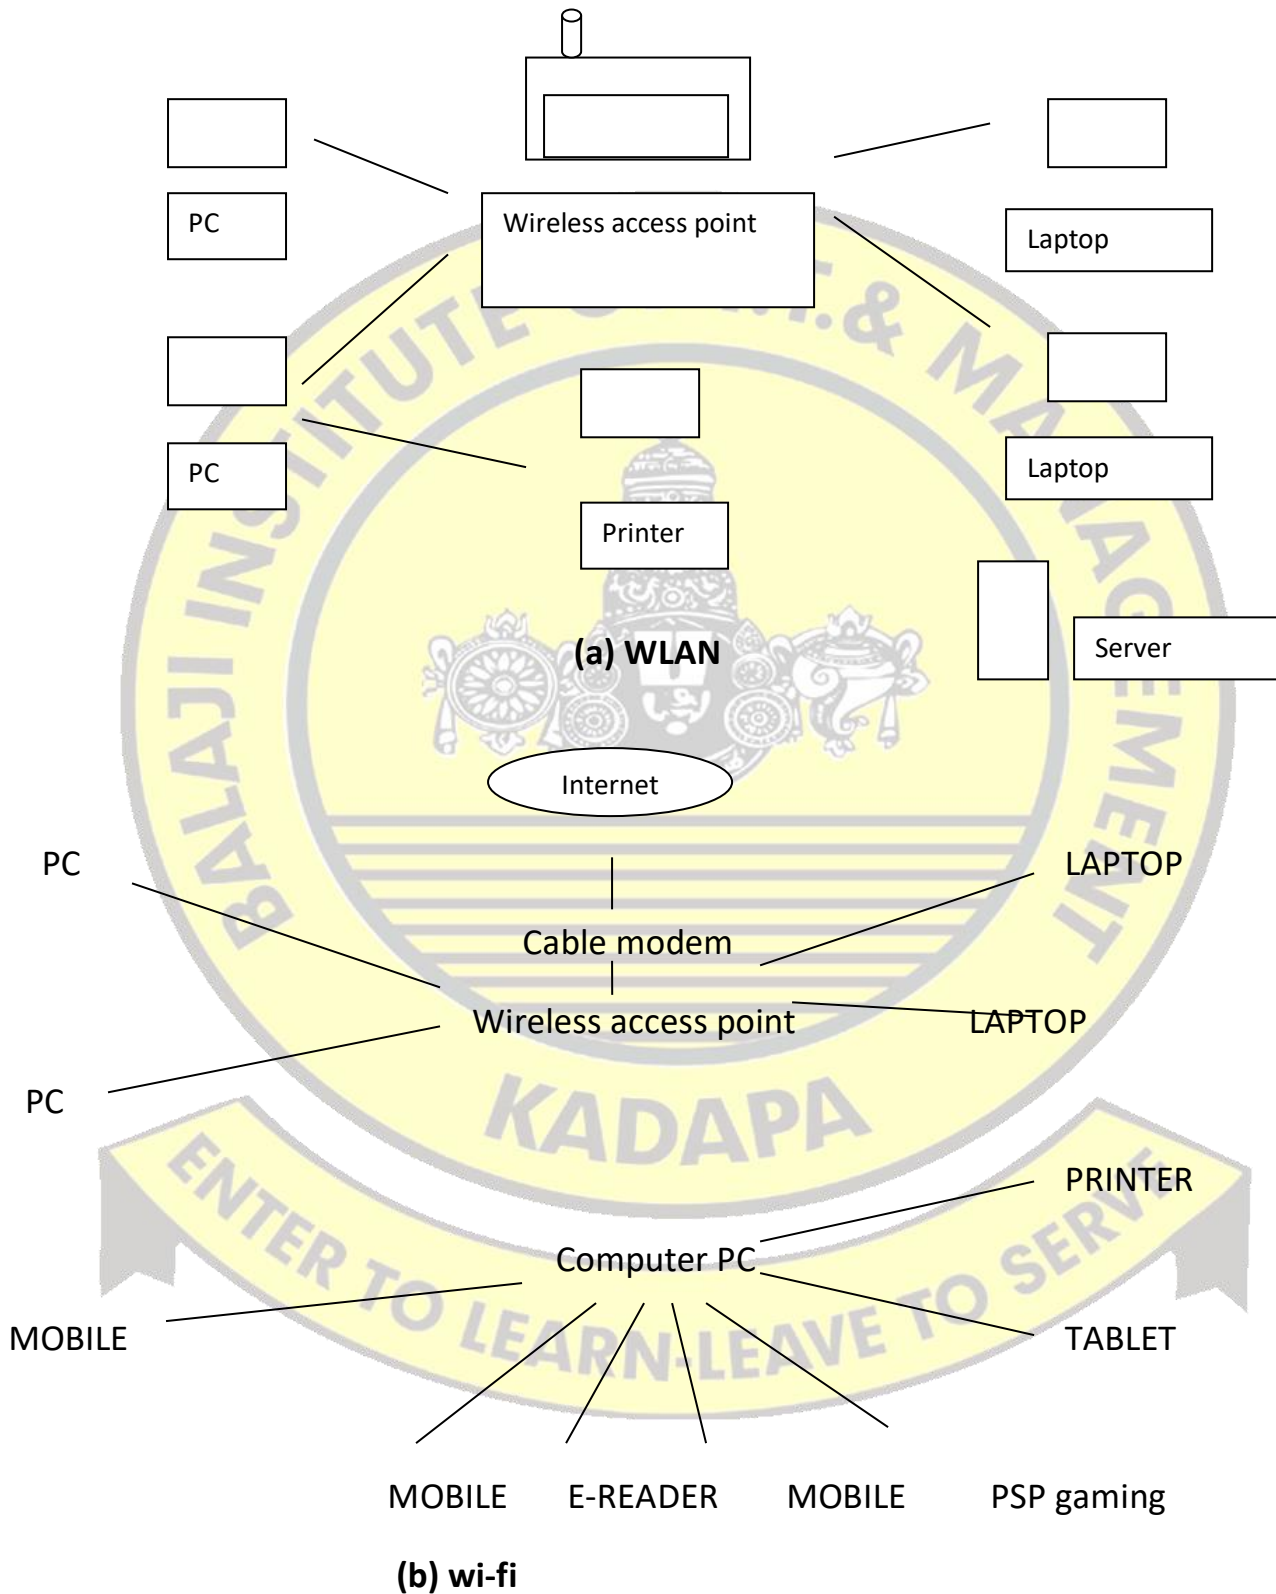 PC
Wireless access point
Laptop
PC
Laptop
Printer
Server
(a) WLAN
Internet
PC
LAPTOP
Cable modem
Wireless access point
LAPTOP
PC
PRINTER
Computer PC
MOBILE
TABLET
MOBILE E-READER MOBILE PSP gaming
(b) wi-fi
BALAJI INSTITUTE OF I.T.& MANAGEMENT
KADAPA
ENTER TO LEARN-LEAVE TO SERVE